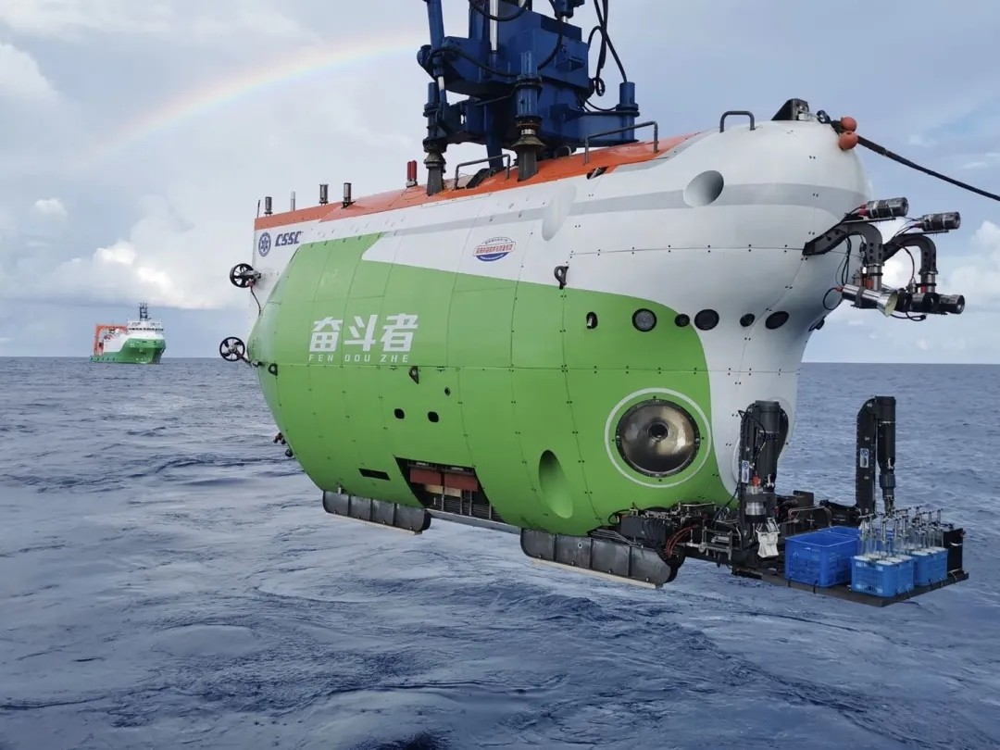 CSSC
奋斗者
FEN DOU ZHE